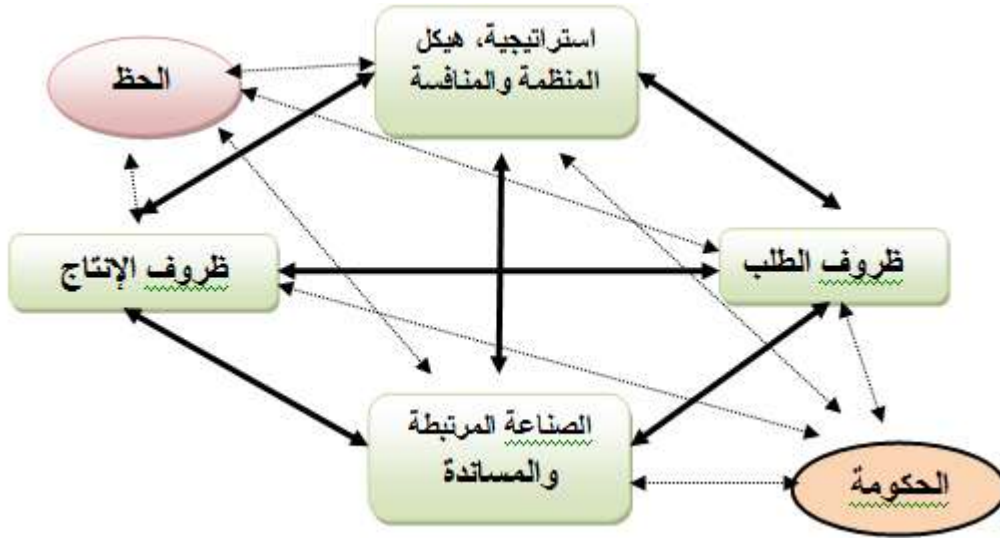 استراتيجية، هيكل
المنظمة والمنافسة
الحظ
ظروف الطلب
ظروف الإنتاج
الصناعة المرتبطة
والمساندة
الحكومة